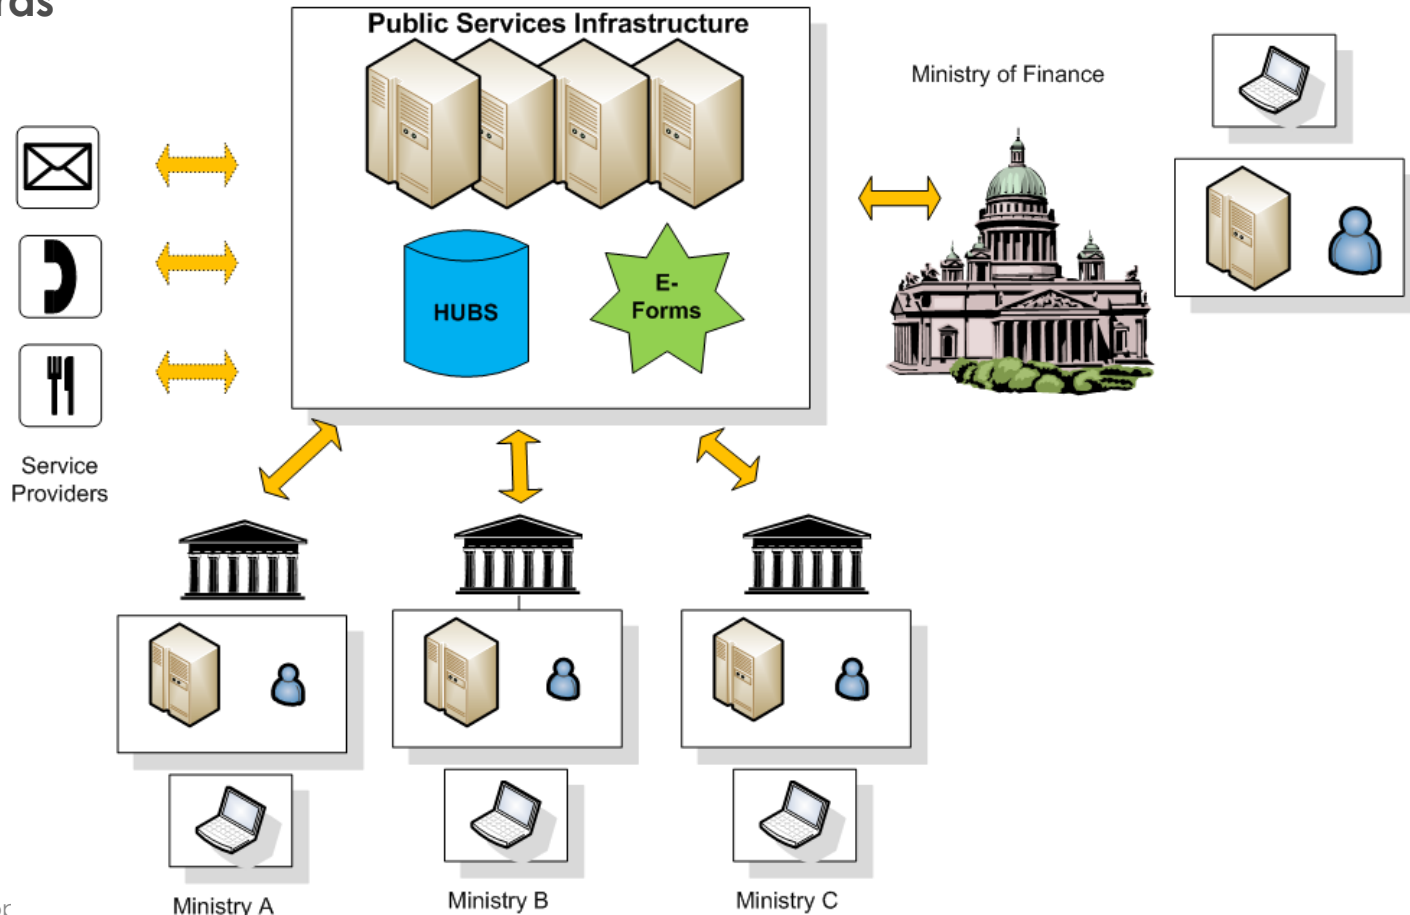 Public Services Infrastructure
Ministry of Finance
HUBS
E-
Forms
Service
Providers
Ministry A
Ministry B
Ministry C